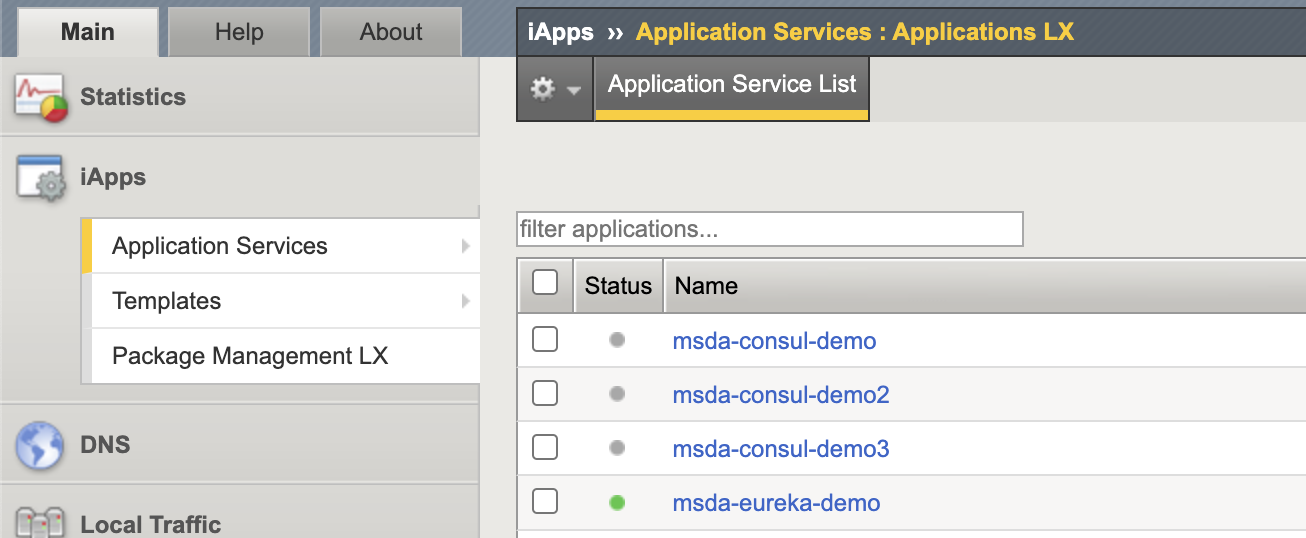 Main Help About
Statistics
iApps
Application Services
Templates
Package Management LX
DNS
Local Traffic
iApps ›› Application Services : Applications LX
Application Service List
filter applications...
Status Name
msda-consul-demo
msda-consul-demo2
msda-consul-demo3
msda-eureka-demo